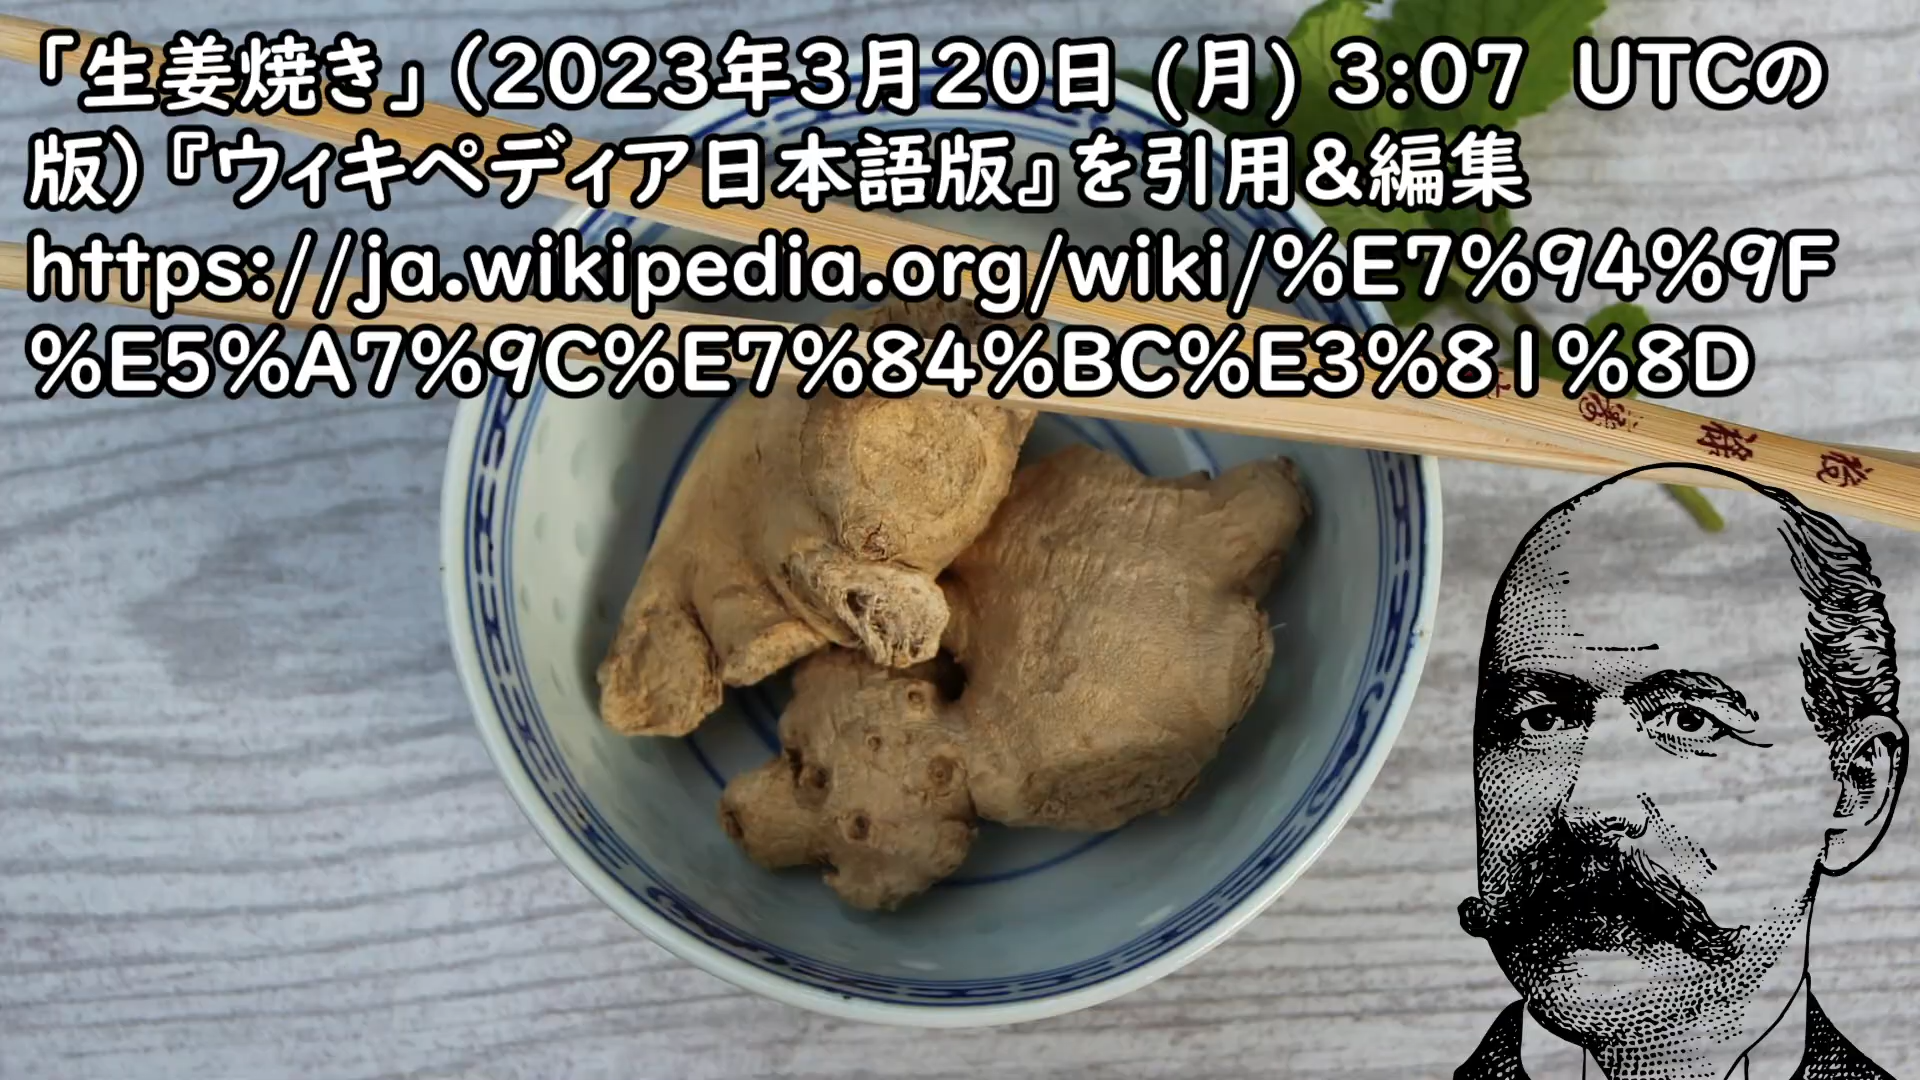 「生姜焼き」(2023年3月20日 (月) 3:07 UTCの
版)『ウィキペディア日本語版』を引用&編集
https://ja.wikipedia.org/wiki/%E7%94%9F
%E5%A7%9C%E7%84%BC%E3%81%8D